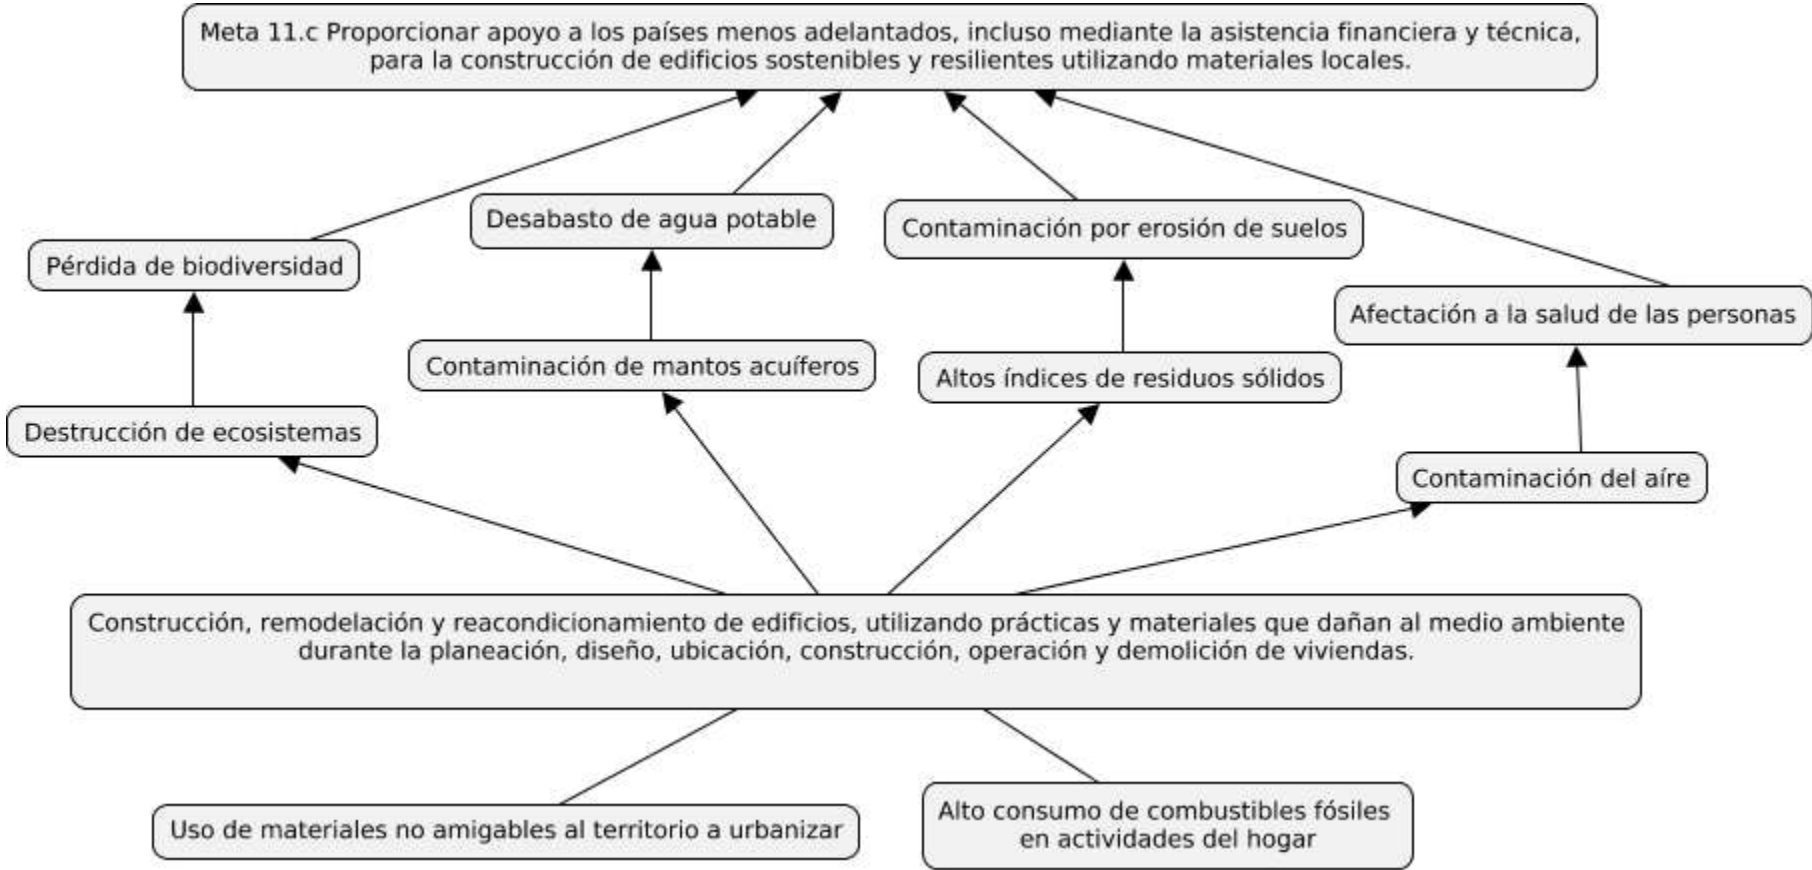 Meta 11.c Proporcionar apoyo a los países menos adelantados, incluso mediante la asistencia financiera y técnica,
para la construcción de edificios sostenibles y resilientes utilizando materiales locales.
Pérdida de biodiversidad
Desabasto de agua potable
Contaminación por erosión de suelos
Afectación a la salud de las personas
Destrucción de ecosistemas
Contaminación de mantos acuíferos
Altos índices de residuos sólidos
Contaminación del aíre
Construcción, remodelación y reacondicionamiento de edificios, utilizando prácticas y materiales que dañan al medio ambiente
durante la planeación, diseño, ubicación, construcción, operación y demolición de viviendas.
Uso de materiales no amigables al territorio a urbanizar
Alto consumo de combustibles fósiles
en actividades del hogar